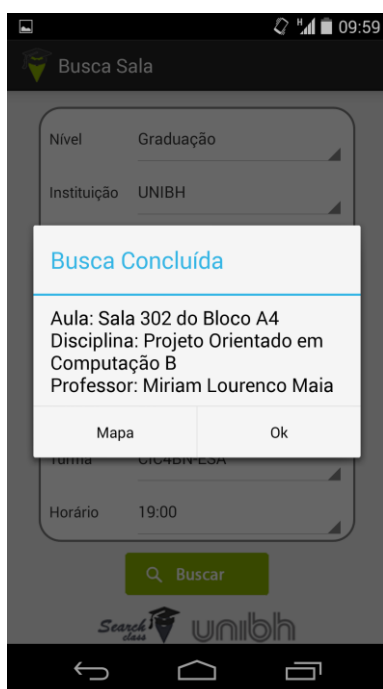 09:59
Busca Sala
Nível Graduação
Instituição UNIBH
Busca Concluída
Aula: Sala 302 do Bloco A4
Disciplina: Projeto Orientado em
Computação B
Professor: Miriam Lourenco Maia
Mapa Ok
Turma CIC4BN-ESA
Horário 19:00
Buscar
Search
class
unibh